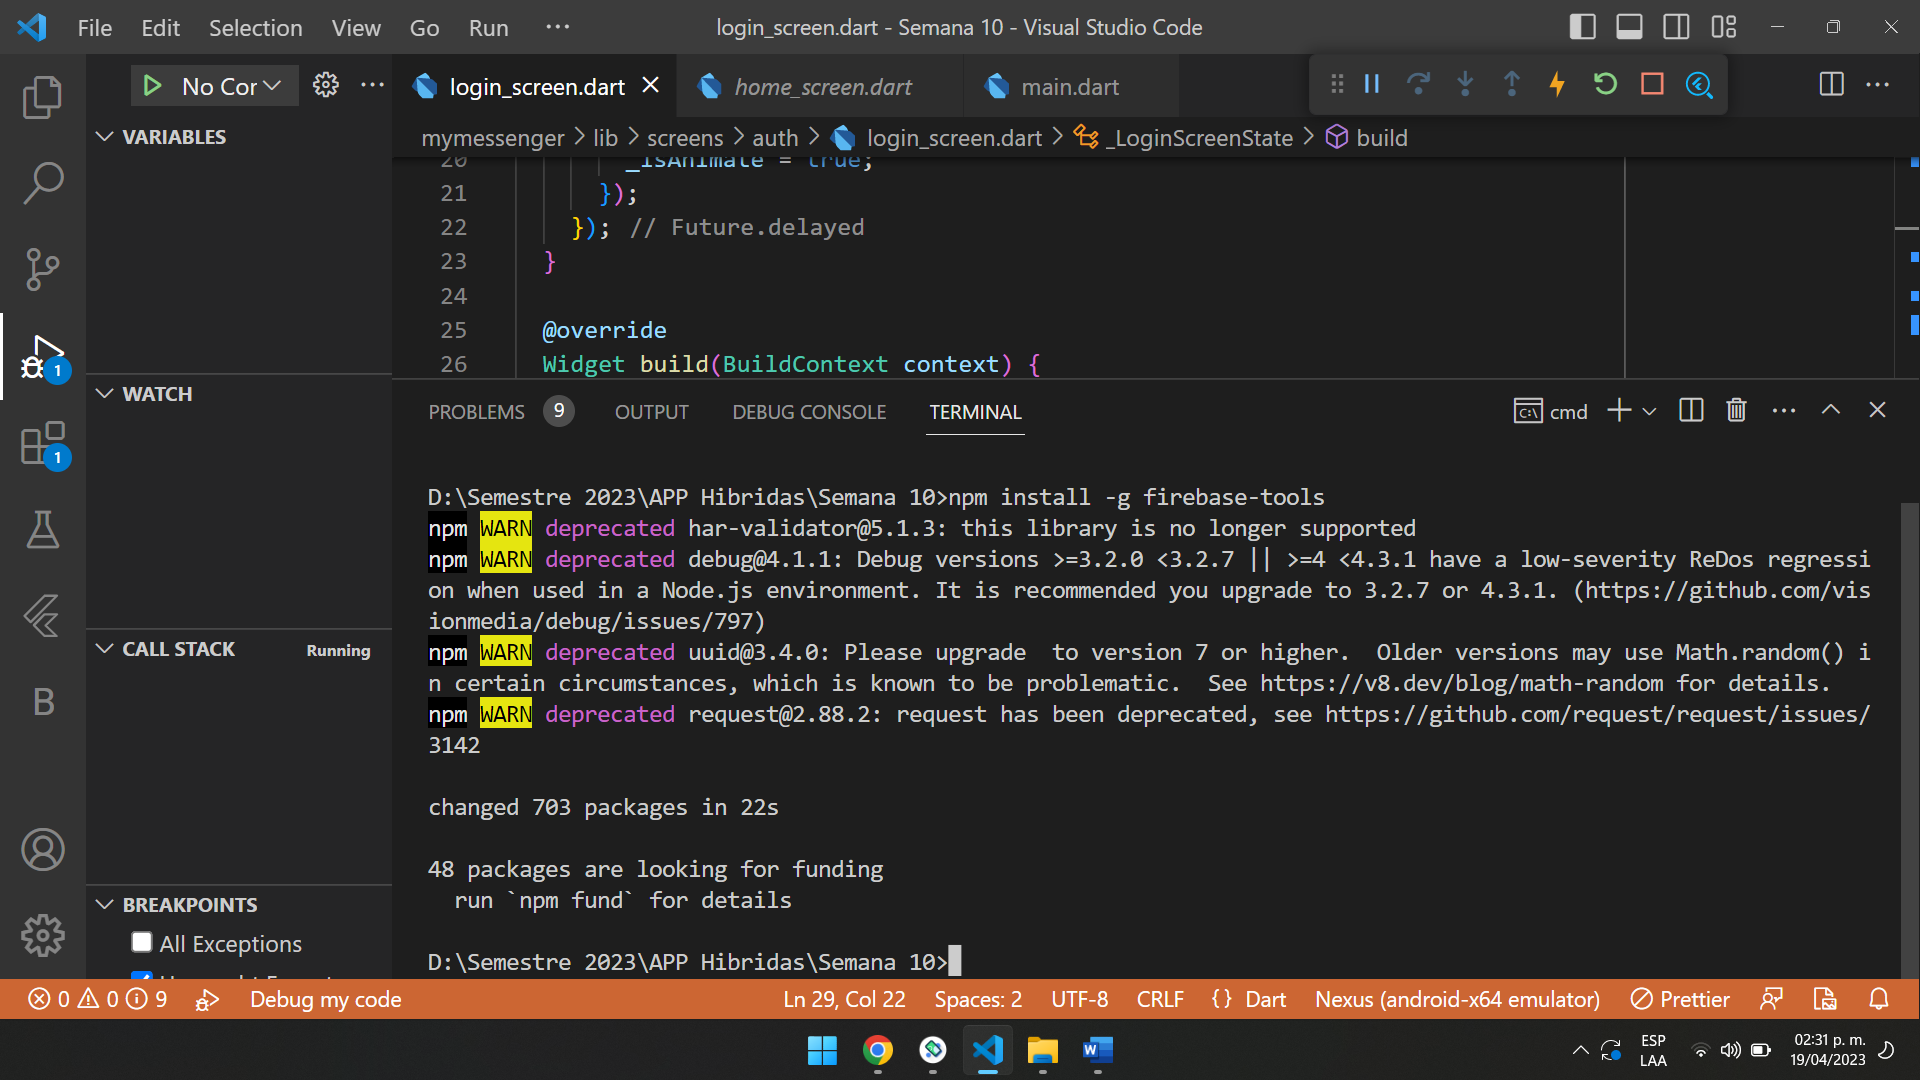 File Edit Selection View Go Run ···
login_screen.dart - Semana 10 - Visual Studio Code
No Cor
login_screen.dart
home_screen.dart
main.dart
mymessenger > lib > screens > auth > login_screen.dart > _LoginScreenState > build
VARIABLES
WATCH
CALL STACK Running
BREAKPOINTS
All Exceptions
1
1
B
20 _isAnimate = true;
21 });
22 }); // Future.delayed
23 }
24
25 @override
26 Widget build(BuildContext context) {
PROBLEMS 9 OUTPUT DEBUG CONSOLE TERMINAL
cmd
D:\Semestre 2023\APP Hibridas\Semana 10>npm install -g firebase-tools
npm WARN deprecated har-validator@5.1.3: this library is no longer supported
npm WARN deprecated debug@4.1.1: Debug versions >=3.2.0 <3.2.7 || >=4 <4.3.1 have a low-severity ReDos regressi
on when used in a Node.js environment. It is recommended you upgrade to 3.2.7 or 4.3.1. (https://github.com/vis
ionmedia/debug/issues/797)
npm WARN deprecated uuid@3.4.0: Please upgrade  to version 7 or higher.  Older versions may use Math.random() i
n certain circumstances, which is known to be problematic.  See https://v8.dev/blog/math-random for details.
npm WARN deprecated request@2.88.2: request has been deprecated, see https://github.com/request/request/issues/
3142
changed 703 packages in 22s
48 packages are looking for funding
run `npm fund` for details
D:\Semestre 2023\APP Hibridas\Semana 10>
0 0 9 Debug my code
Ln 29, Col 22 Spaces: 2 UTF-8 CRLF {} Dart Nexus (android-x64 emulator) Prettier
ESP
LAA
02:31 p. m.
19/04/2023